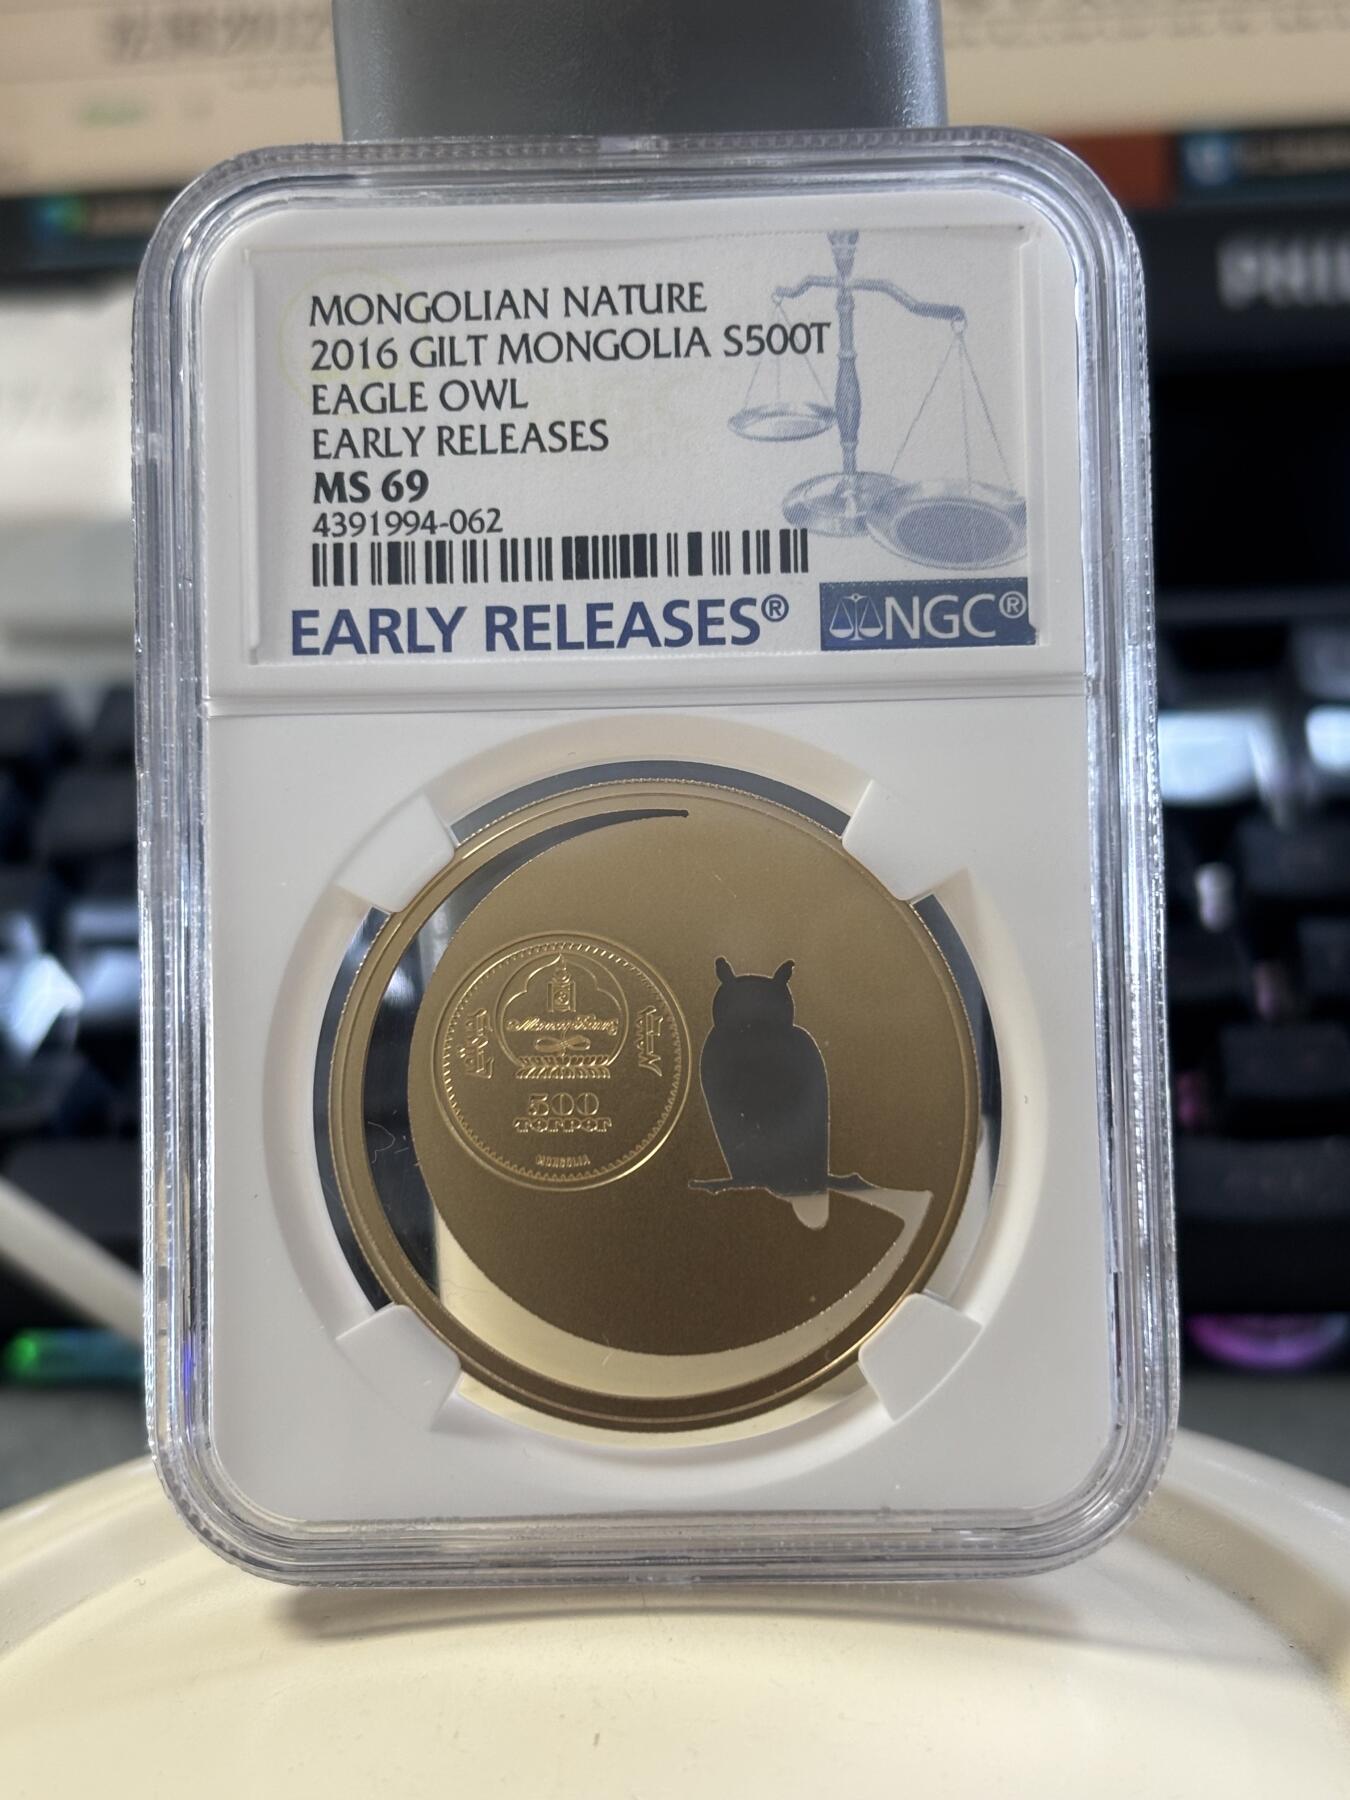 MONGOLIAN NATURE
2016 GILT MONGOLIA S500T
EAGLE OWL
EARLY RELEASES
MS 69
4391994-062
EARLY RELEASES®
NGC®
500
ТѲГРѲГ
MONGOLIA